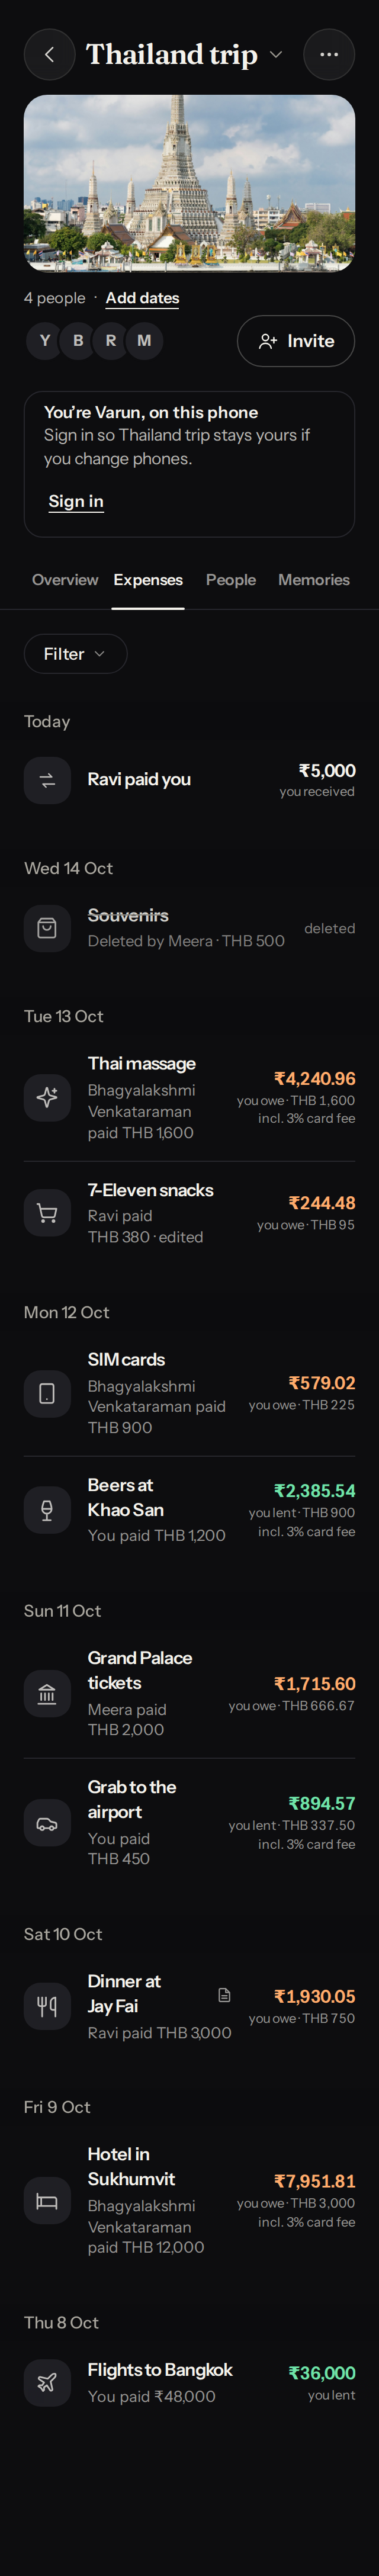 Thailand trip
4 people · Add dates
Y B R M
Invite
You're Varun, on this phone
Sign in so Thailand trip stays yours if
you change phones.
Sign in
Overview Expenses People Memories
Filter
Today
Ravi paid you
₹5,000
you received
Wed 14 Oct
Souvenirs
Deleted by Meera · THB 500
deleted
Tue 13 Oct
Thai massage
Bhagyalakshmi
Venkataraman
paid THB 1,600
₹4,240.96
you owe · THB 1,600
incl. 3% card fee
7-Eleven snacks
Ravi paid
THB 380 · edited
₹244.48
you owe · THB 95
Mon 12 Oct
SIM cards
Bhagyalakshmi
Venkataraman paid
THB 900
₹579.02
you owe · THB 225
Beers at
Khao San
You paid THB 1,200
₹2,385.54
you lent · THB 900
incl. 3% card fee
Sun 11 Oct
Grand Palace
tickets
Meera paid
THB 2,000
₹1,715.60
you owe · THB 666.67
Grab to the
airport
You paid
THB 450
₹894.57
you lent · THB 337.50
incl. 3% card fee
Sat 10 Oct
Dinner at
Jay Fai
Ravi paid THB 3,000
₹1,930.05
you owe · THB 750
Fri 9 Oct
Hotel in
Sukhumvit
Bhagyalakshmi
Venkataraman
paid THB 12,000
₹7,951.81
you owe · THB 3,000
incl. 3% card fee
Thu 8 Oct
Flights to Bangkok
You paid ₹48,000
₹36,000
you lent